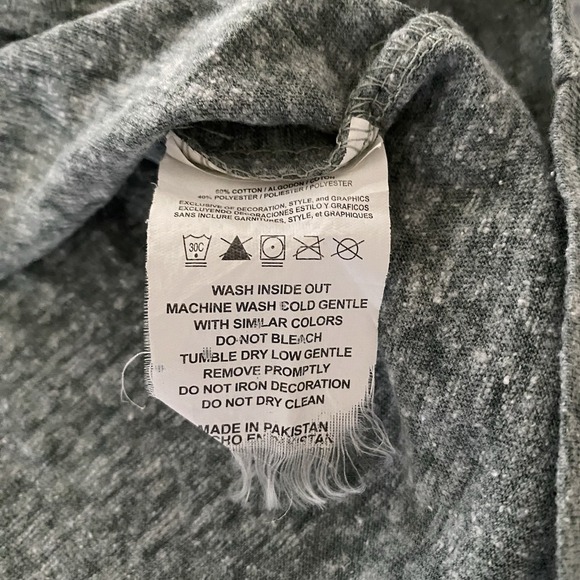 60% COTTON / ALGODON / COTON
40% POLYESTER / POLIESTER / POLYESTER
EXCLUSIVE OF DECORATION, STYLE, and GRAPHICS
EXCLUYENDO DECORACIONES ESTILO Y GRAFICOS
SANS INCLURE GARNITURES, STYLE, et GRAPHIQUES
30C
WASH INSIDE OUT
MACHINE WASH COLD GENTLE
WITH SIMILAR COLORS
DO NOT BLEACH
TUMBLE DRY LOW GENTLE
REMOVE PROMPTLY
DO NOT IRON DECORATION
DO NOT DRY CLEAN
MADE IN PAKISTAN
CHO EN PAKISTAN